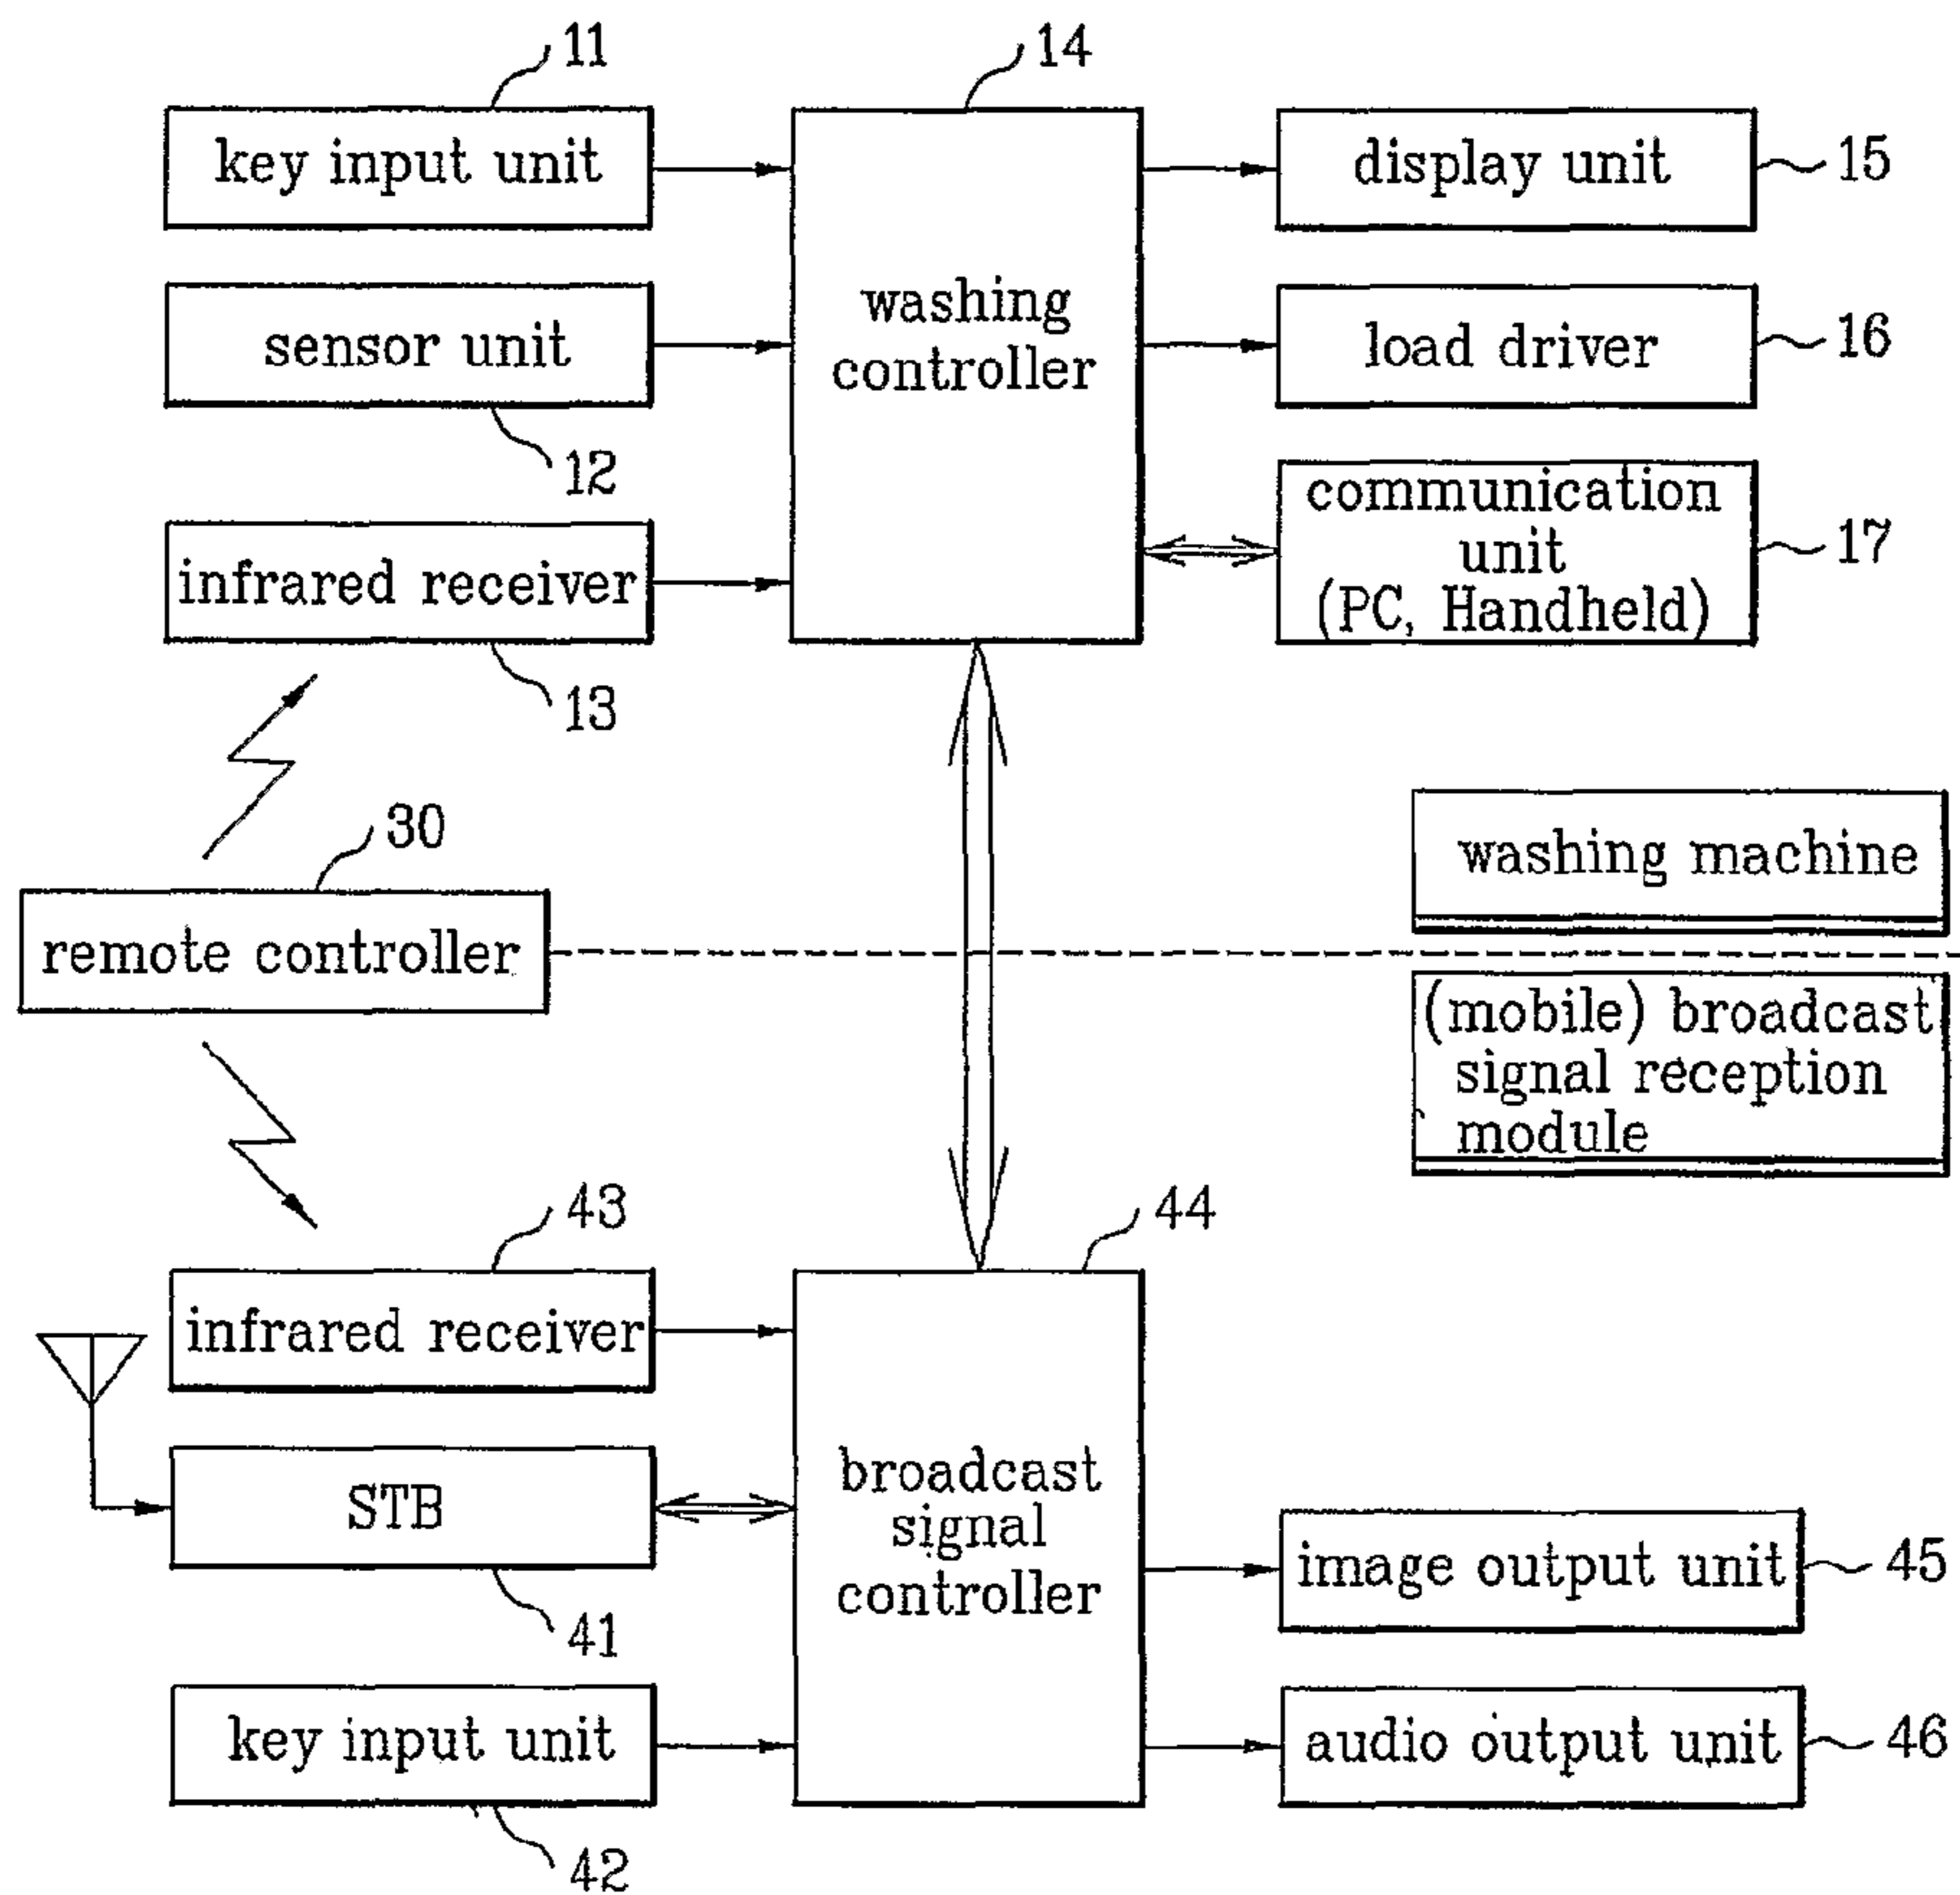 11
14
key input unit
display unit
15
sensor unit
12
washing
controller
load driver
16
infrared receiver
13
communication
unit
(PC, Handheld)
17
30
remote controller
washing machine
(mobile) broadcast
signal reception
module
43
44
infrared receiver
STB
41
broadcast
signal
controller
image output unit
45
key input unit
42
audio output unit
46